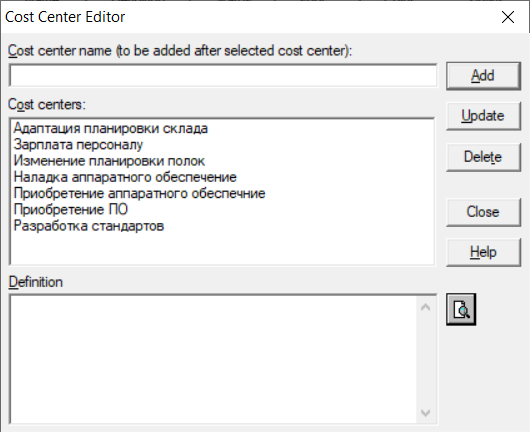 Cost Center Editor
Cost center name (to be added after selected cost center):
Add
Cost centers:
Update
Адаптация планировки склада
Зарплата персоналу
Изменение планировки полок
Наладка аппаратного обеспечение
Приобретение аппаратного обеспечние
Приобретение ПО
Разработка стандартов
Delete
Close
Help
Definition